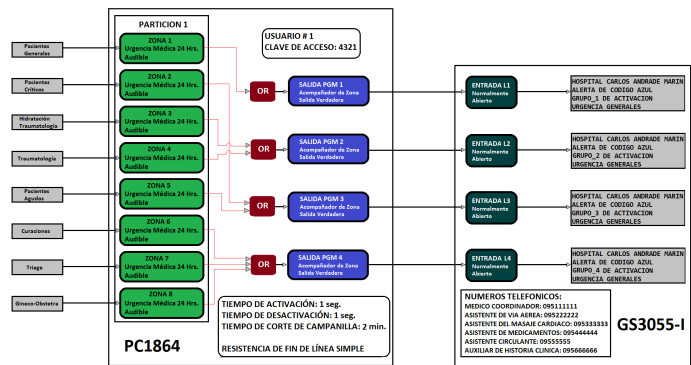 PARTICION 1
USUARIO # 1
CLAVE DE ACCESO: 4321
Pacientes
Generales
ZONA 1
Urgencia Médica 24 Hrs.
Audible
Pacientes
Críticos
ZONA 2
Urgencia Médica 24 Hrs.
Audible
Hidratación
Traumatología
ZONA 3
Urgencia Médica 24 Hrs.
Audible
Traumatología
ZONA 4
Urgencia Médica 24 Hrs.
Audible
Pacientes
Agudos
ZONA 5
Urgencia Médica 24 Hrs.
Audible
Curaciones
ZONA 6
Urgencia Médica 24 Hrs.
Audible
Triage
ZONA 7
Urgencia Médica 24 Hrs.
Audible
Gineco-Obstetra
ZONA 8
Urgencia Médica 24 Hrs.
Audible
OR
SALIDA PGM 1
Acompañador de Zona
Salida Verdadera
OR
SALIDA PGM 2
Acompañador de Zona
Salida Verdadera
OR
SALIDA PGM 3
Acompañador de Zona
Salida Verdadera
OR
SALIDA PGM 4
Acompañador de Zona
Salida Verdadera
TIEMPO DE ACTIVACIÓN: 1 seg.
TIEMPO DE DESACTIVACIÓN: 1 seg.
TIEMPO DE CORTE DE CAMPANILLA: 2 min.
RESISTENCIA DE FIN DE LÍNEA SIMPLE
PC1864
ENTRADA L1
Normalmente
Abierto
HOSPITAL CARLOS ANDRADE MARIN
ALERTA DE CODIGO AZUL
GRUPO_1 DE ACTIVACION
URGENCIA GENERALES
ENTRADA L2
Normalmente
Abierto
HOSPITAL CARLOS ANDRADE MARIN
ALERTA DE CODIGO AZUL
GRUPO_2 DE ACTIVACION
URGENCIA GENERALES
ENTRADA L3
Normalmente
Abierto
HOSPITAL CARLOS ANDRADE MARIN
ALERTA DE CODIGO AZUL
GRUPO_3 DE ACTIVACION
URGENCIA GENERALES
ENTRADA L4
Normalmente
Abierto
HOSPITAL CARLOS ANDRADE MARIN
ALERTA DE CODIGO AZUL
GRUPO_4 DE ACTIVACION
URGENCIA GENERALES
NUMEROS TELEFONICOS:
MEDICO COORDINADOR: 095111111
ASISTENTE DE VIA AEREA: 095222222
ASISTENTE DEL MASAJE CARDIACO: 095333333
ASISTENTE DE MEDICAMENTOS: 095444444
ASISTENTE CIRCULANTE: 09555555
AUXILIAR DE HISTORIA CLINICA: 095666666
GS3055-I